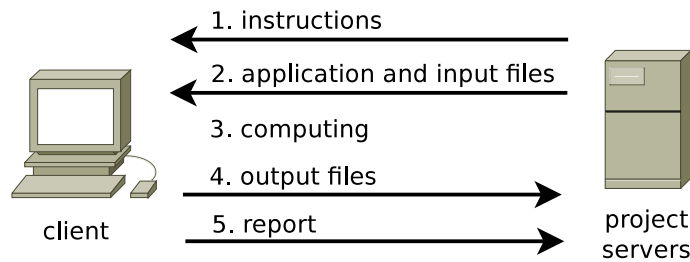 1. instructions
2. application and input files
3. computing
4. output files
5. report
client
project
servers